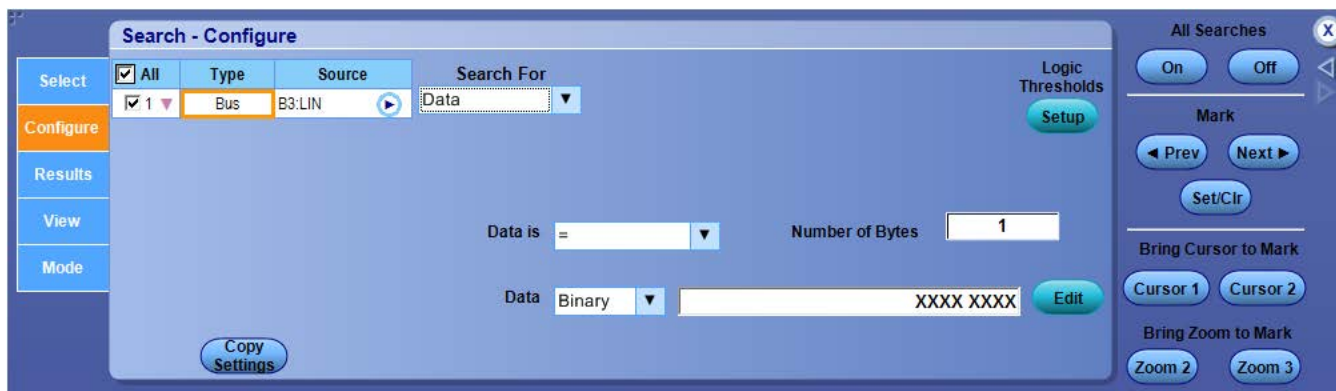 Search - Configure
Select
Configure
Results
View
Mode
All Type Source
1 Bus B3:LIN
Search For
Data
Logic
Thresholds
Setup
Data is = Number of Bytes 1
Data Binary XXXX XXXX Edit
Copy
Settings
All Searches
X
On Off
Mark
◄ Prev Next ►
Set/Clr
Bring Cursor to Mark
Cursor 1 Cursor 2
Bring Zoom to Mark
Zoom 2 Zoom 3